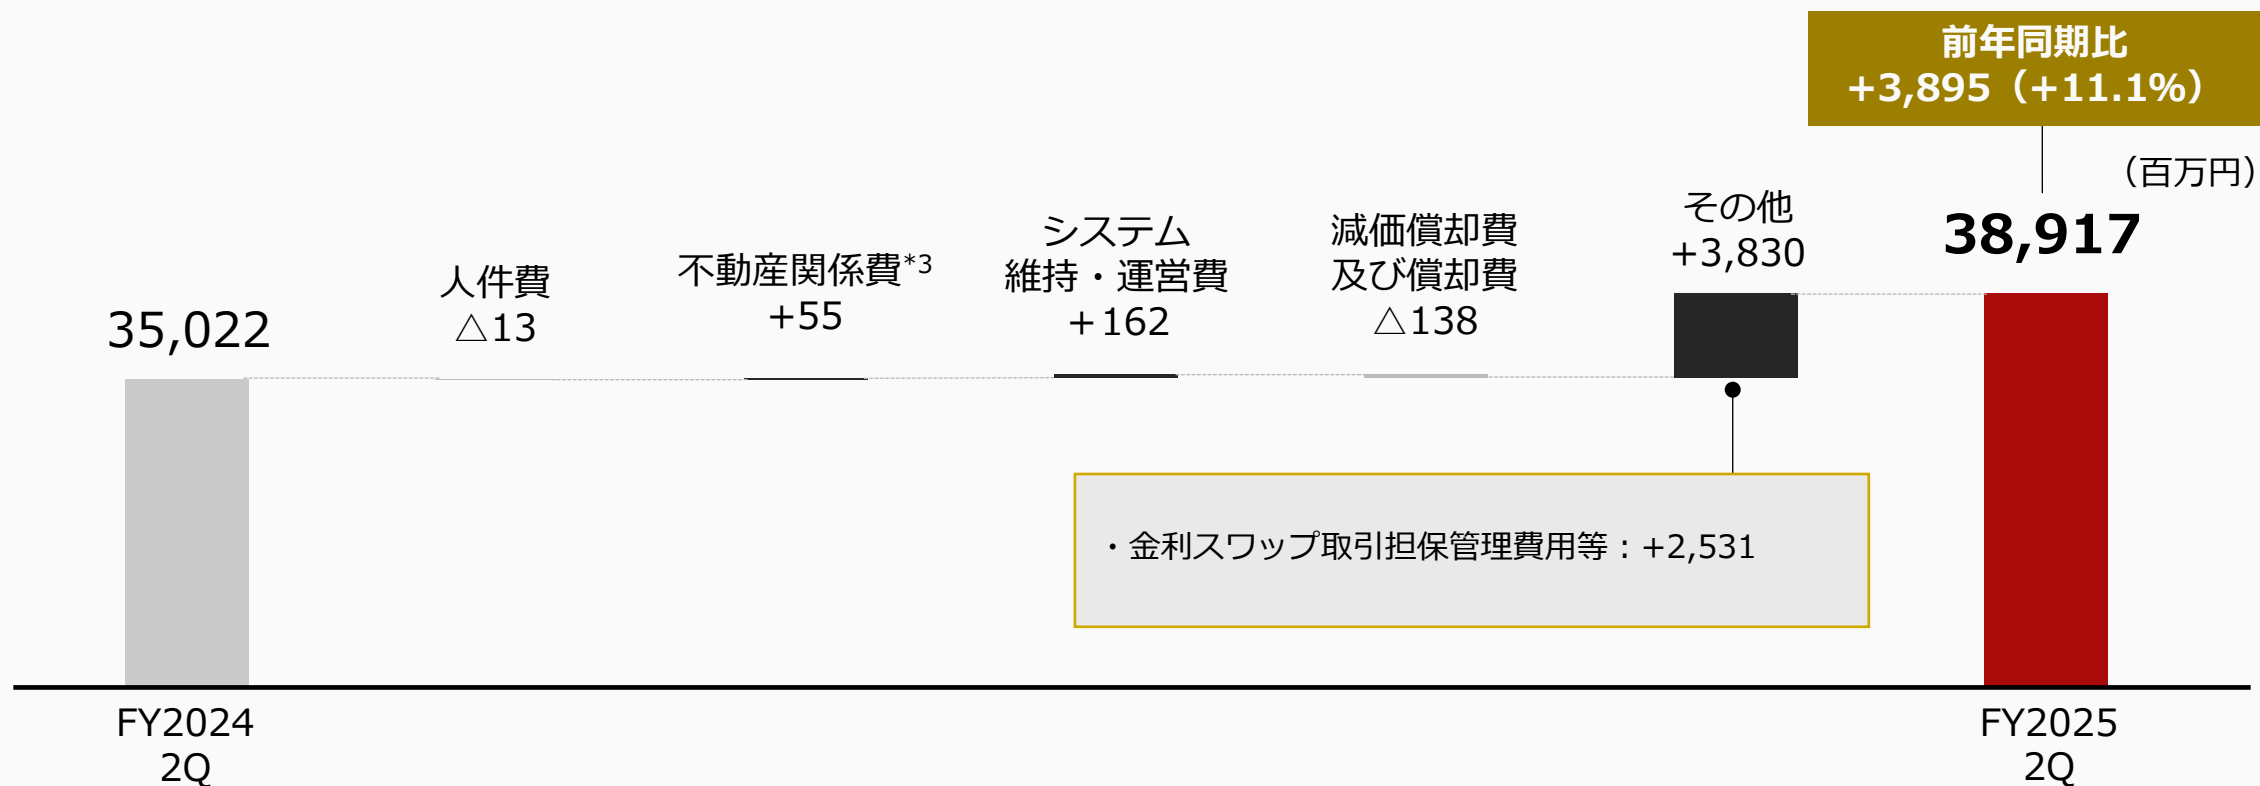 前年同期比
+3,895（+11.1%）
（百万円）
35,022
人件費
△13
不動産関係費*3
+55
システム
維持・運営費
＋162
減価償却費
及び償却費
△138
その他
+3,830
38,917
・金利スワップ取引担保管理費用等：+2,531
FY2024
2Q
FY2025
2Q